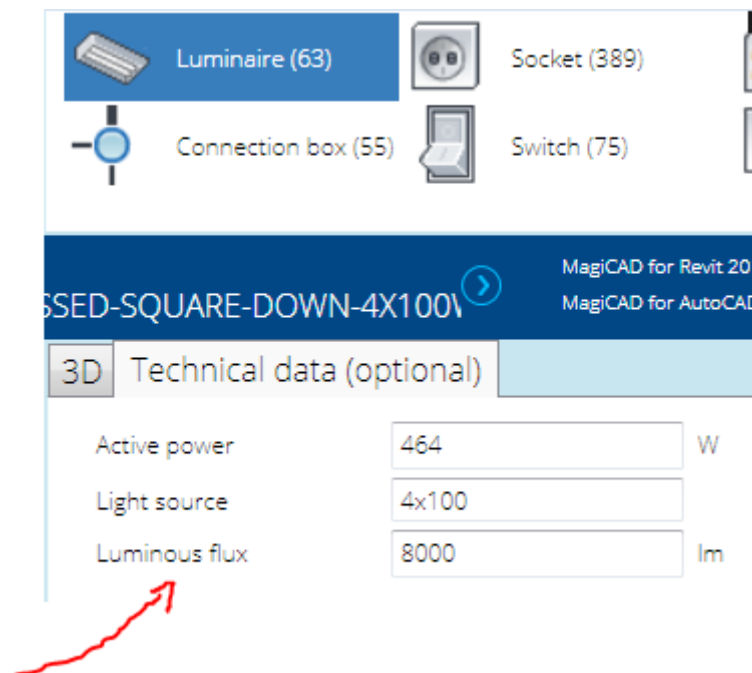 Luminaire (63)
Socket (389)
Connection box (55)
Switch (75)
SSED-SQUARE-DOWN-4X100
MagiCAD for Revit 20
MagiCAD for AutoCAD
3D
Technical data (optional)
Active power 464 W
Light source 4x100
Luminous flux 8000 lm